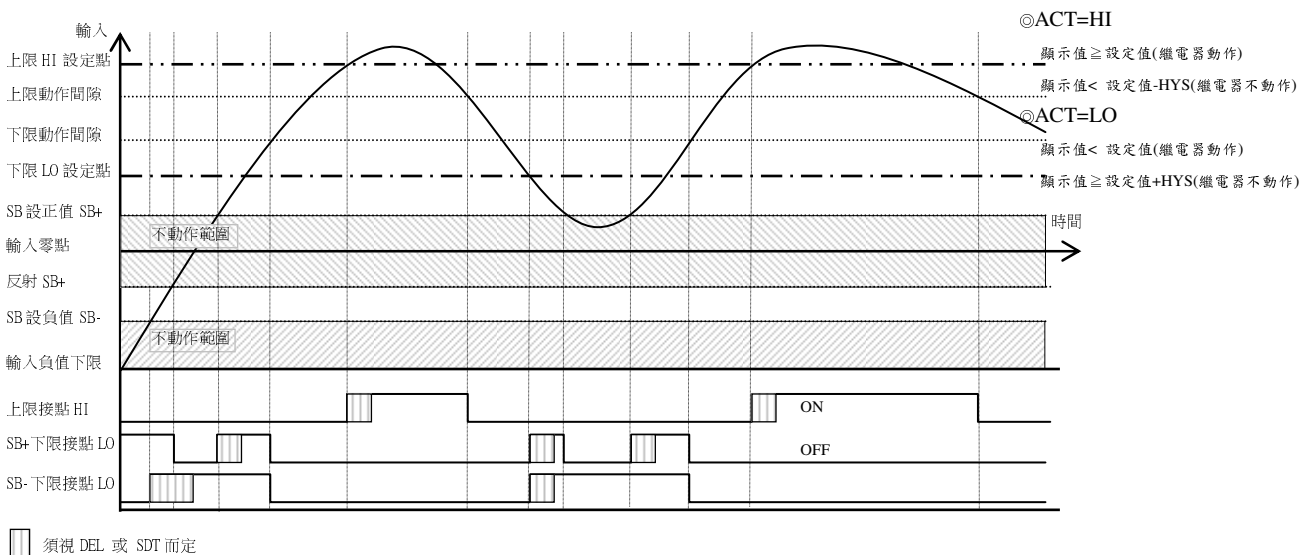 輸入
上限 HI 設定點
上限動作間隙
下限動作間隙
下限 LO 設定點
SB 設正值 SB+
輸入零點
反射 SB+
SB 設負值 SB-
輸入負值下限
不動作範圍
不動作範圍
時間
◎ACT=HI
顯示值≧設定值(繼電器動作)
顯示值< 設定值-HYS(繼電器不動作)
◎ACT=LO
顯示值< 設定值(繼電器動作)
顯示值≧設定值+HYS(繼電器不動作)
上限接點 HI
ON
SB+下限接點 LO
OFF
SB-下限接點 LO
須視 DEL 或 SDT 而定